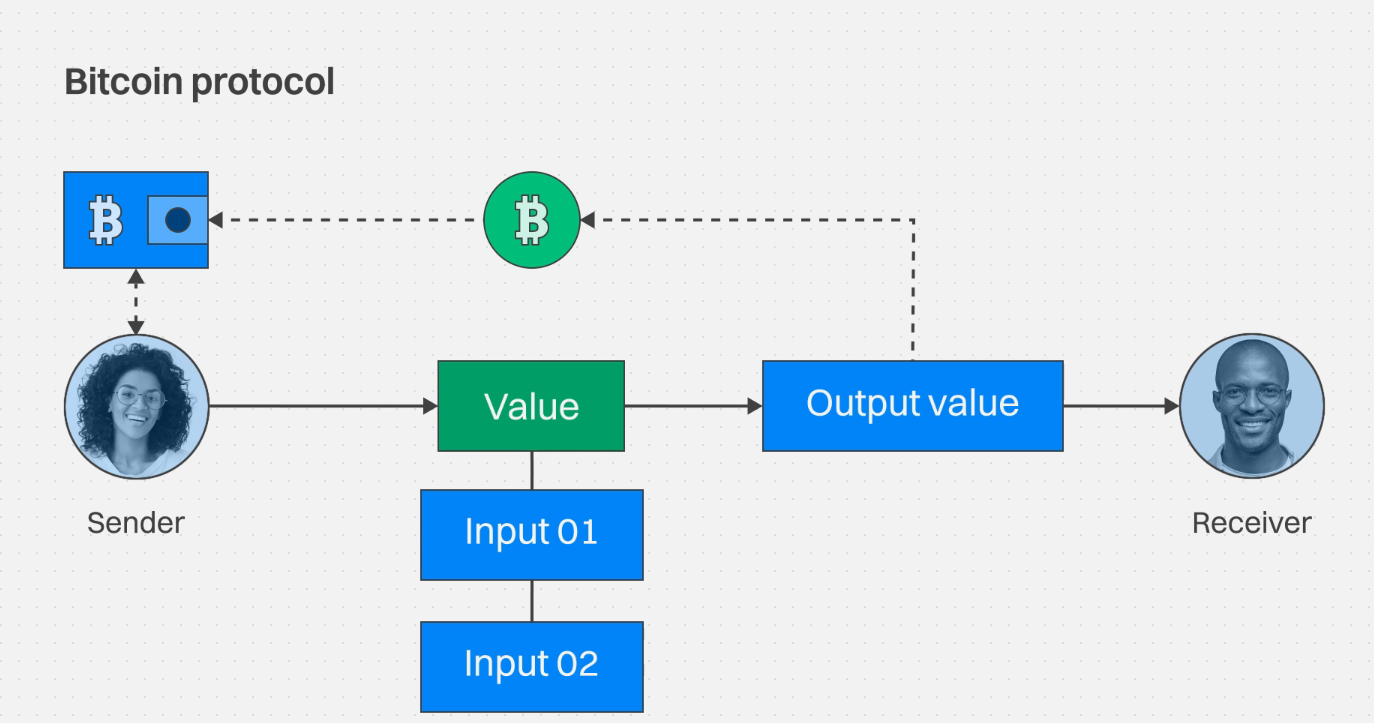 Bitcoin protocol
Value
Output value
Sender
Receiver
Input 01
Input 02